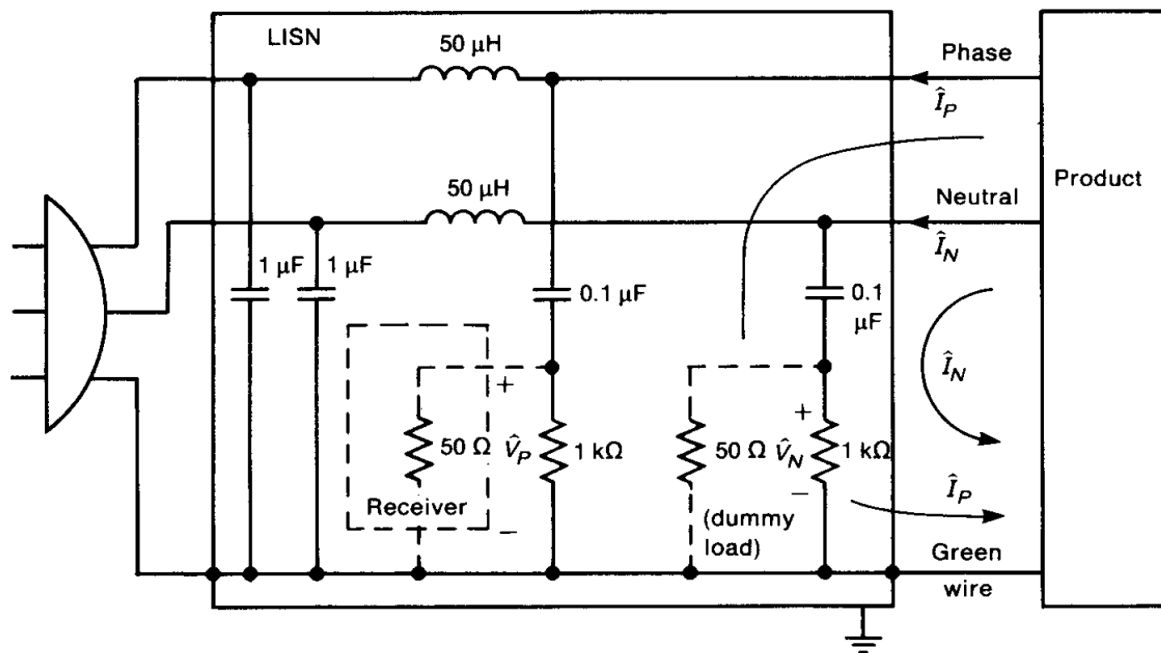 LISN
50 μH
Phase
Î_P
50 μH
Product
Neutral
Î_N
1 μF
1 μF
0.1 μF
0.1
μF
Î_N
+
+
50 Ω
V̂_P
1 kΩ
50 Ω
V̂_N
1 kΩ
Receiver
−
−
Î_P
(dummy
load)
Green
wire